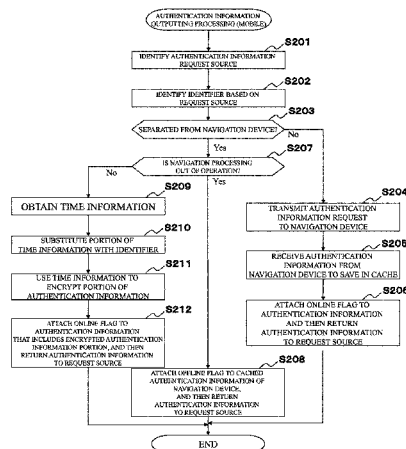 AUTHENTICATION INFORMATION
OUTPUTTING PROCESSING (MOBILE)
S201
IDENTIFY AUTHENTICATION INFORMATION
REQUEST SOURCE
S202
IDENTIFY IDENTIFIER BASED ON
REQUEST SOURCE
S203
SEPARATED FROM NAVIGATION DEVICE?
No
Yes
S207
IS NAVIGATION PROCESSING
OUT OF OPERATION?
No
Yes
S209
OBTAIN TIME INFORMATION
S210
SUBSTITUTE PORTION OF
TIME INFORMATION WITH IDENTIFIER
S211
USE TIME INFORMATION TO
ENCRYPT PORTION OF
AUTHENTICATION INFORMATION
S212
ATTACH ONLINE FLAG TO
AUTHENTICATION INFORMATION
THAT INCLUDES ENCRYPTED AUTHENTICATION
INFORMATION PORTION, AND THEN
RETURN AUTHENTICATION INFORMATION
TO REQUEST SOURCE
S204
TRANSMIT AUTHENTICATION
INFORMATION REQUEST
TO NAVIGATION DEVICE
S205
RECEIVE AUTHENTICATION
INFORMATION FROM
NAVIGATION DEVICE TO SAVE IN CACHE
S206
ATTACH ONLINE FLAG TO
AUTHENTICATION INFORMATION
AND THEN RETURN
AUTHENTICATION INFORMATION
TO REQUEST SOURCE
S208
ATTACH OFFLINE FLAG TO CACHED
AUTHENTICATION INFORMATION OF
NAVIGATION DEVICE,
AND THEN RETURN
AUTHENTICATION INFORMATION
TO REQUEST SOURCE
END